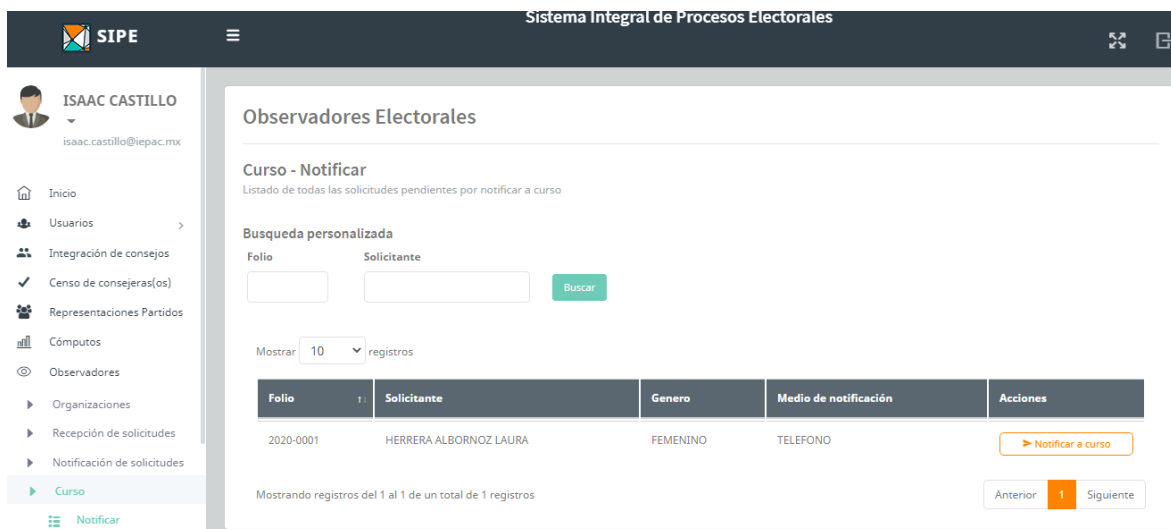 Sistema Integral de Procesos Electorales
SIPE
ISAAC CASTILLO
isaac.castillo@iepac.mx
Inicio
Usuarios
Integración de consejos
Censo de consejeras(os)
Representaciones Partidos
Cómputos
Observadores
Organizaciones
Recepción de solicitudes
Notificación de solicitudes
Curso
Notificar
Observadores Electorales
Curso - Notificar
Listado de todas las solicitudes pendientes por notificar a curso
Busqueda personalizada
Folio Solicitante
Buscar
Mostrar 10 registros
Folio Solicitante Genero Medio de notificación Acciones
2020-0001 HERRERA ALBORNOZ LAURA FEMENINO TELEFONO Notificar a curso
Mostrando registros del 1 al 1 de un total de 1 registros Anterior 1 Siguiente